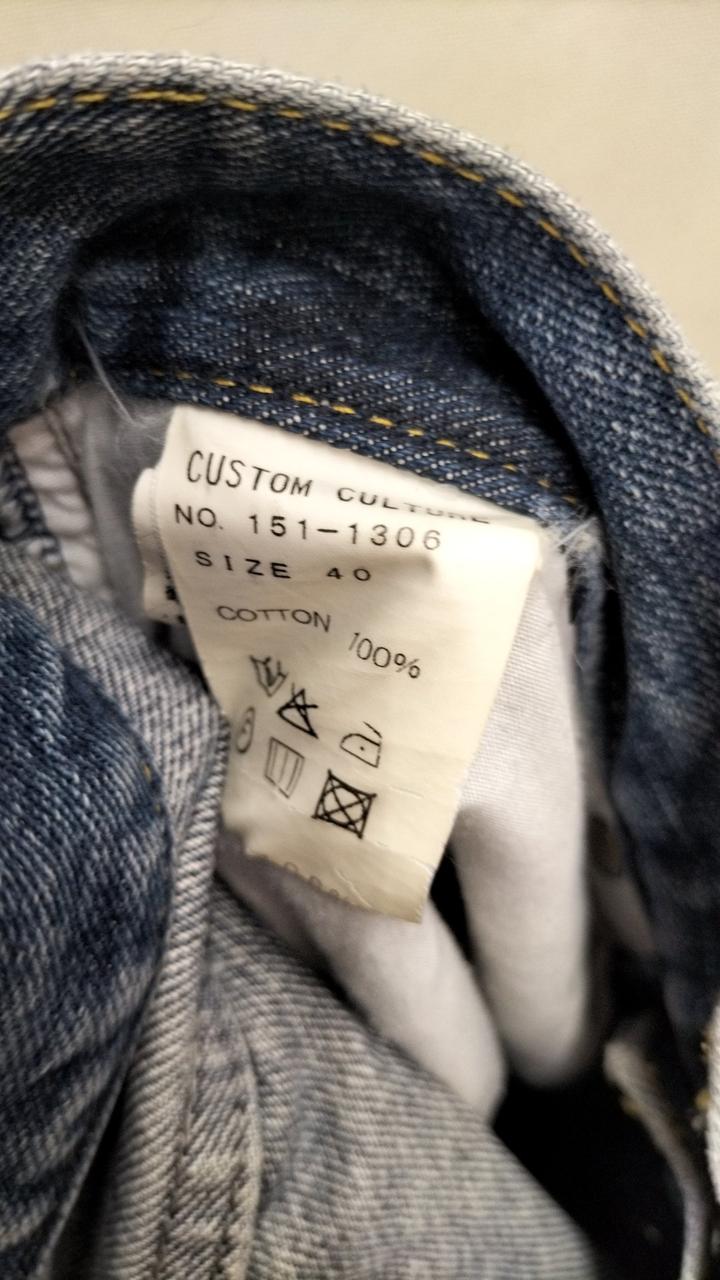 CUSTOM CULTURE
NO. 151-1306
SIZE 40
COTTON 100%